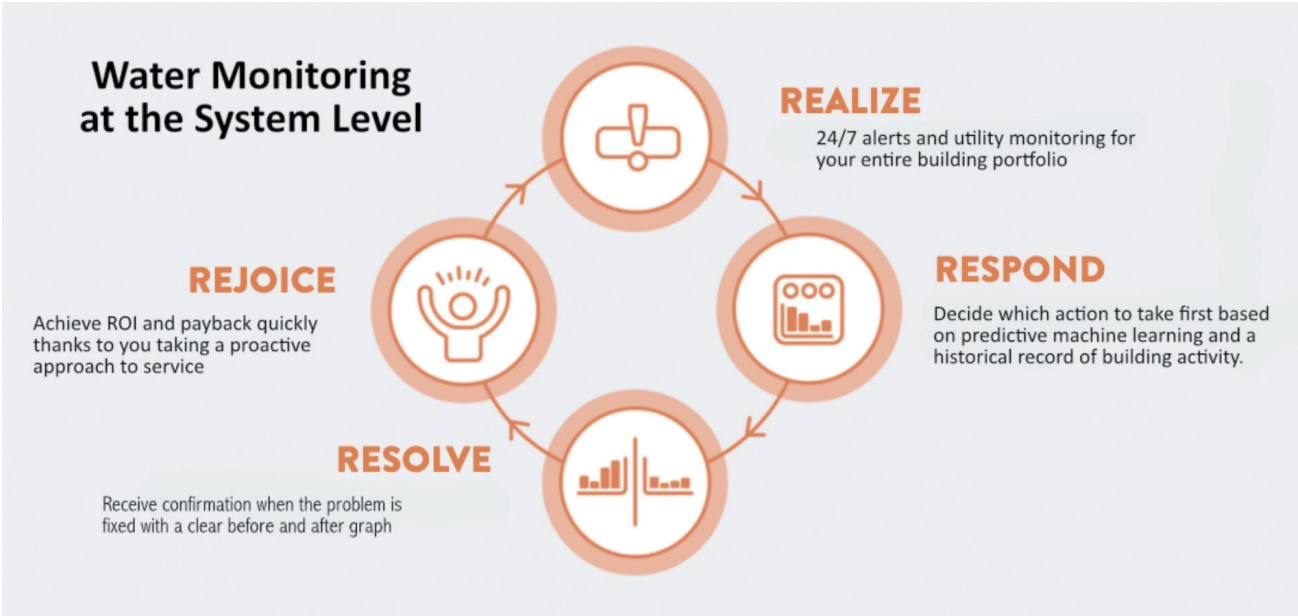 Water Monitoring
at the System Level
REALIZE
24/7 alerts and utility monitoring for
your entire building portfolio
RESPOND
Decide which action to take first based
on predictive machine learning and a
historical record of building activity.
REJOICE
Achieve ROI and payback quickly
thanks to you taking a proactive
approach to service
RESOLVE
Receive confirmation when the problem is
fixed with a clear before and after graph